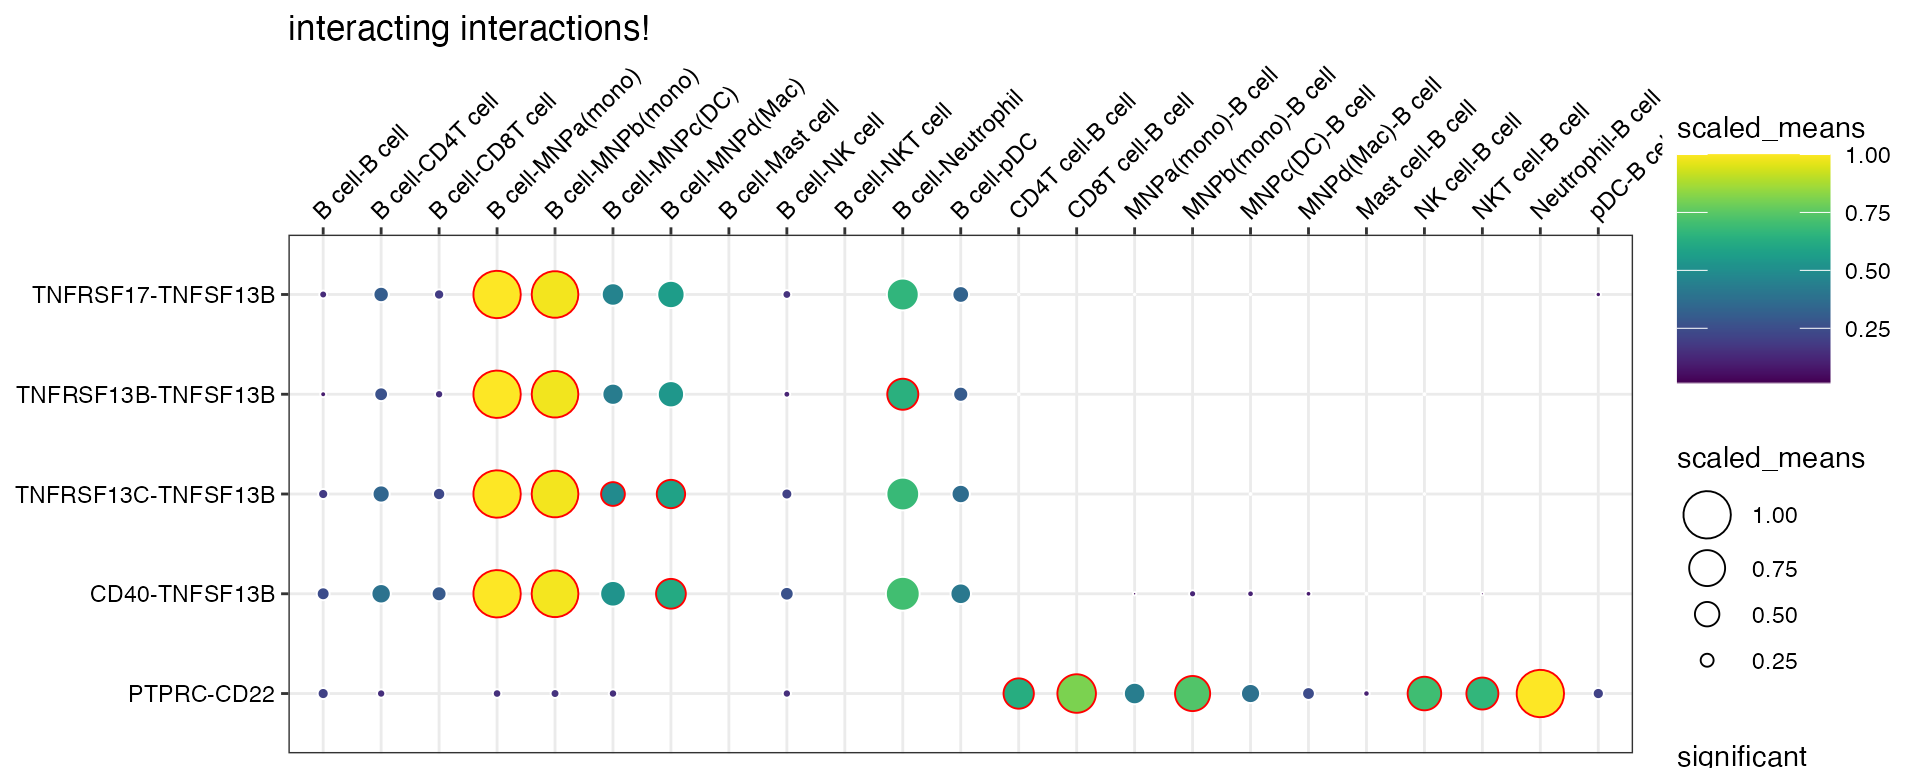 interacting interactions!
B cell-B cell
B cell-CD4T cell
B cell-CD8T cell
B cell-MNPa(mono)
B cell-MNPb(mono)
B cell-MNPc(DC)
B cell-MNPd(Mac)
B cell-Mast cell
B cell-NK cell
B cell-NKT cell
B cell-Neutrophil
B cell-pDC
CD4T cell-B cell
CD8T cell-B cell
MNPa(mono)-B cell
MNPb(mono)-B cell
MNPc(DC)-B cell
MNPd(Mac)-B cell
Mast cell-B cell
NK cell-B cell
NKT cell-B cell
Neutrophil-B cell
pDC-B ce
TNFRSF17-TNFSF13B
TNFRSF13B-TNFSF13B
TNFRSF13C-TNFSF13B
CD40-TNFSF13B
PTPRC-CD22
scaled_means
1.00
0.75
0.50
0.25
scaled_means
1.00
0.75
0.50
0.25
significant